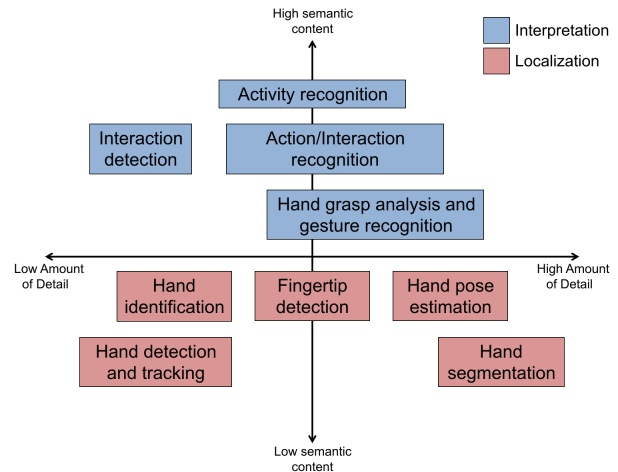 High semantic
content
Interpretation
Localization
Activity recognition
Interaction
detection
Action/Interaction
recognition
Hand grasp analysis and
gesture recognition
Low Amount
of Detail
High Amount
of Detail
Hand
identification
Fingertip
detection
Hand pose
estimation
Hand detection
and tracking
Hand
segmentation
Low semantic
content